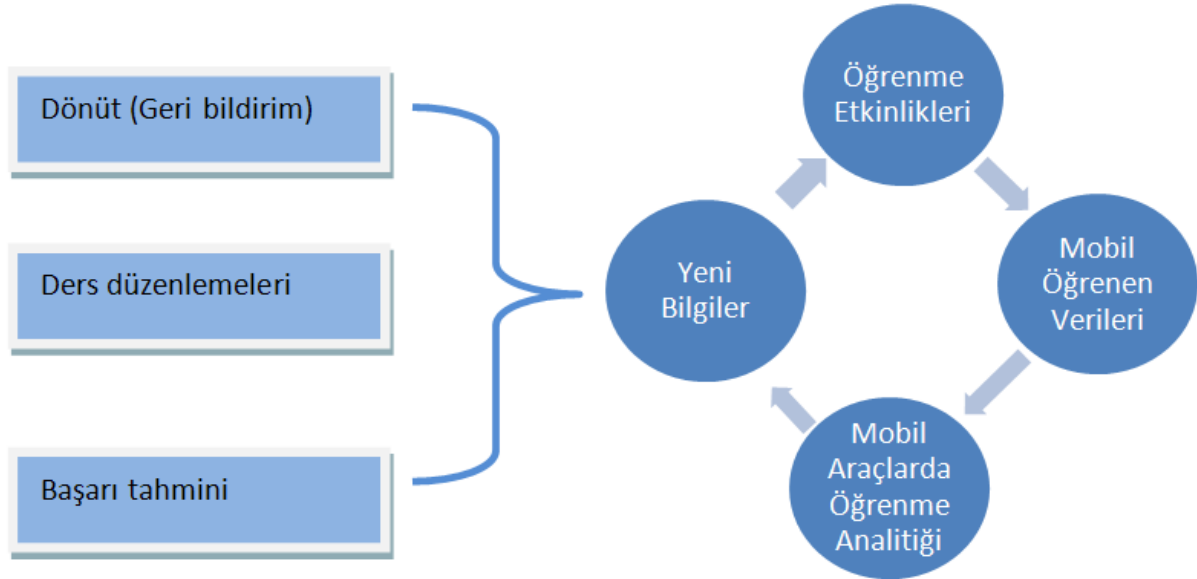 Dönüt (Geri bildirim)
Ders düzenlemeleri
Başarı tahmini
Öğrenme
Etkinlikleri
Mobil
Öğrenen
Verileri
Mobil
Araçlarda
Öğrenme
Analitiği
Yeni
Bilgiler